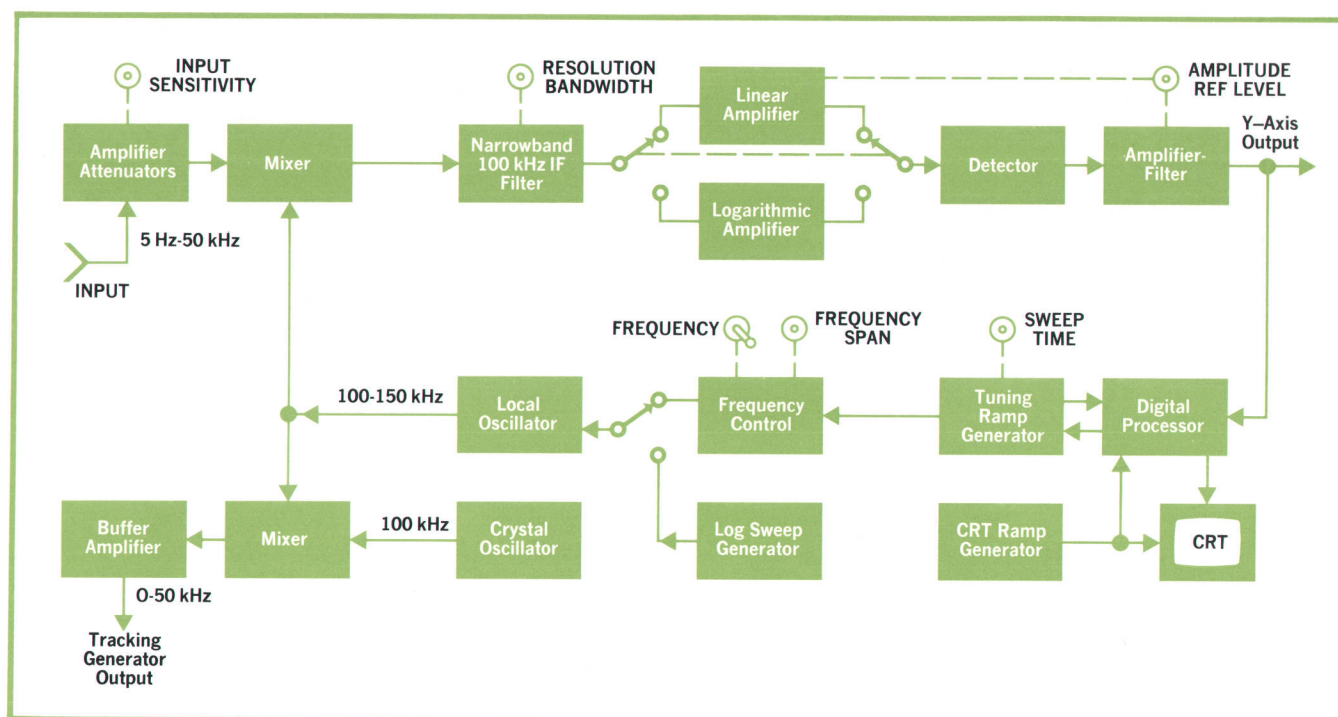 INPUT
SENSITIVITY
RESOLUTION
BANDWIDTH
AMPLITUDE
REF LEVEL
Amplifier
Attenuators
Mixer
Narrowband
100 kHz IF
Filter
Linear
Amplifier
Logarithmic
Amplifier
Detector
Amplifier-
Filter
Y–Axis
Output
5 Hz-50 kHz
INPUT
FREQUENCY
FREQUENCY
SPAN
SWEEP
TIME
100-150 kHz
Local
Oscillator
Frequency
Control
Tuning
Ramp
Generator
Digital
Processor
Buffer
Amplifier
Mixer
100 kHz
Crystal
Oscillator
Log Sweep
Generator
CRT Ramp
Generator
CRT
O-50 kHz
Tracking
Generator
Output